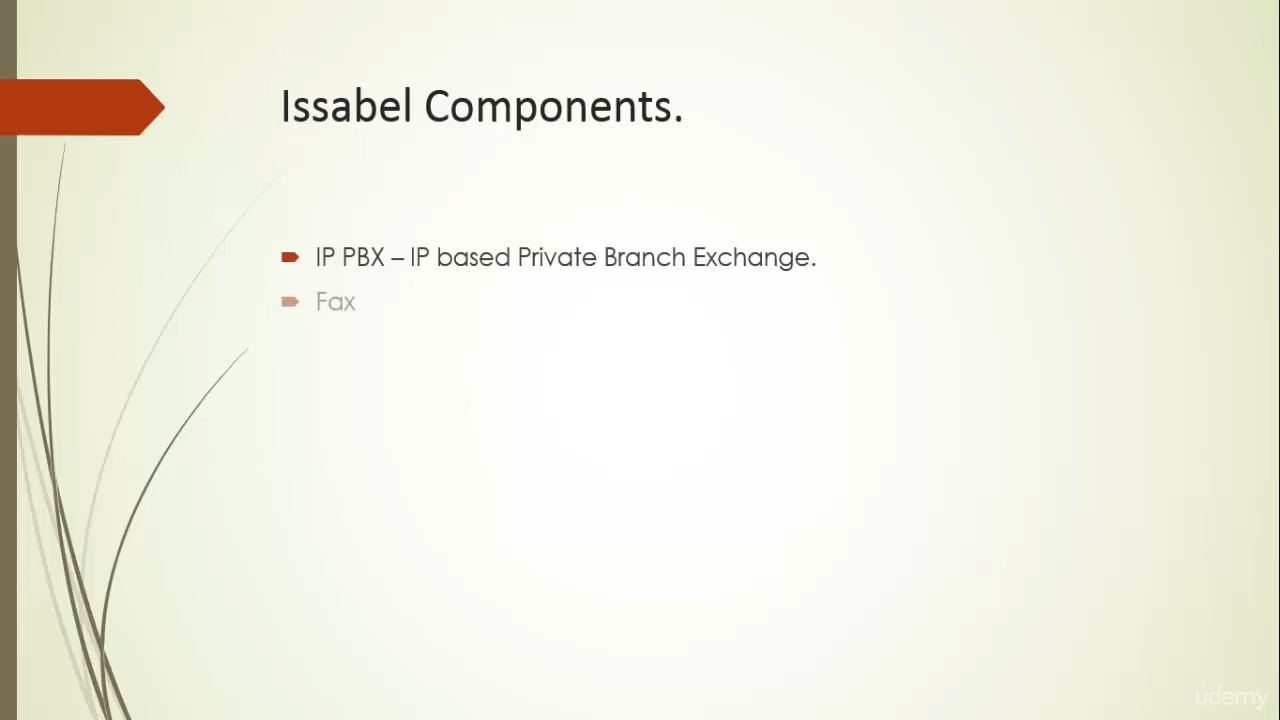 Issabel Components.
IP PBX – IP based Private Branch Exchange.
Fax
udemy